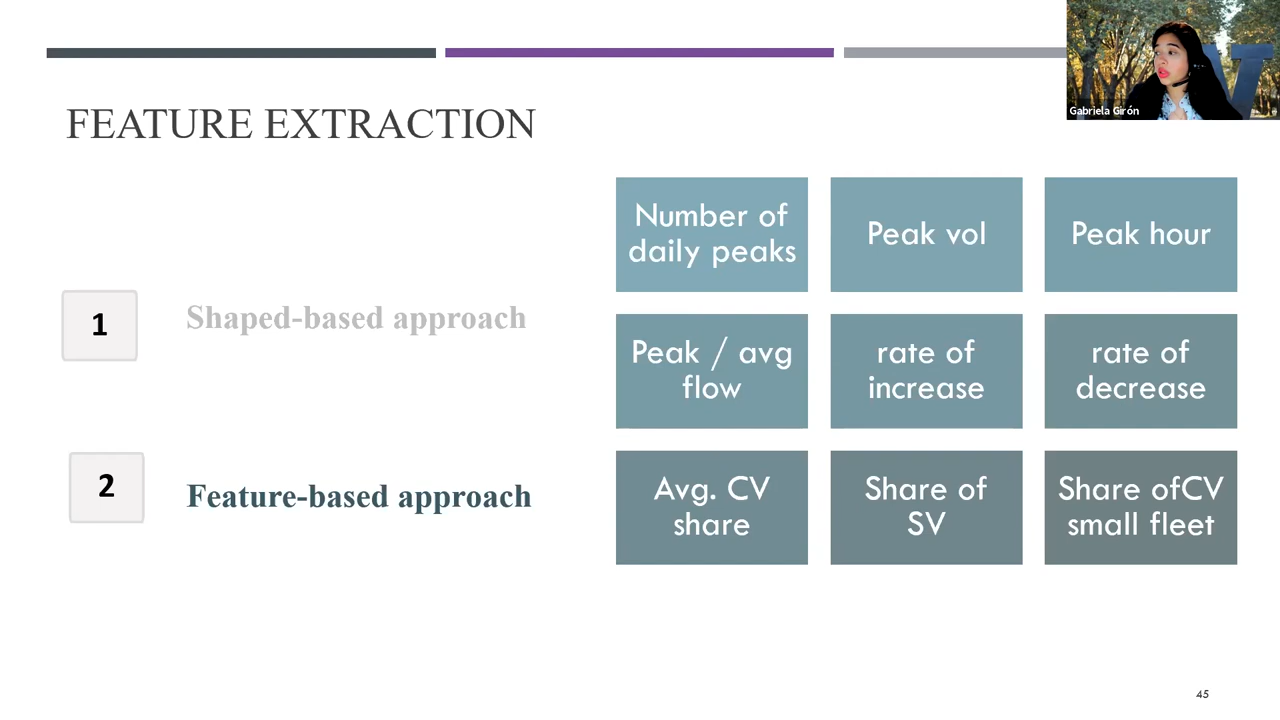 Gabriela Girón
FEATURE EXTRACTION
1
Shaped-based approach
2
Feature-based approach
Number of
daily peaks
Peak vol
Peak hour
Peak / avg
flow
rate of
increase
rate of
decrease
Avg. CV
share
Share of
SV
Share ofCV
small fleet
45